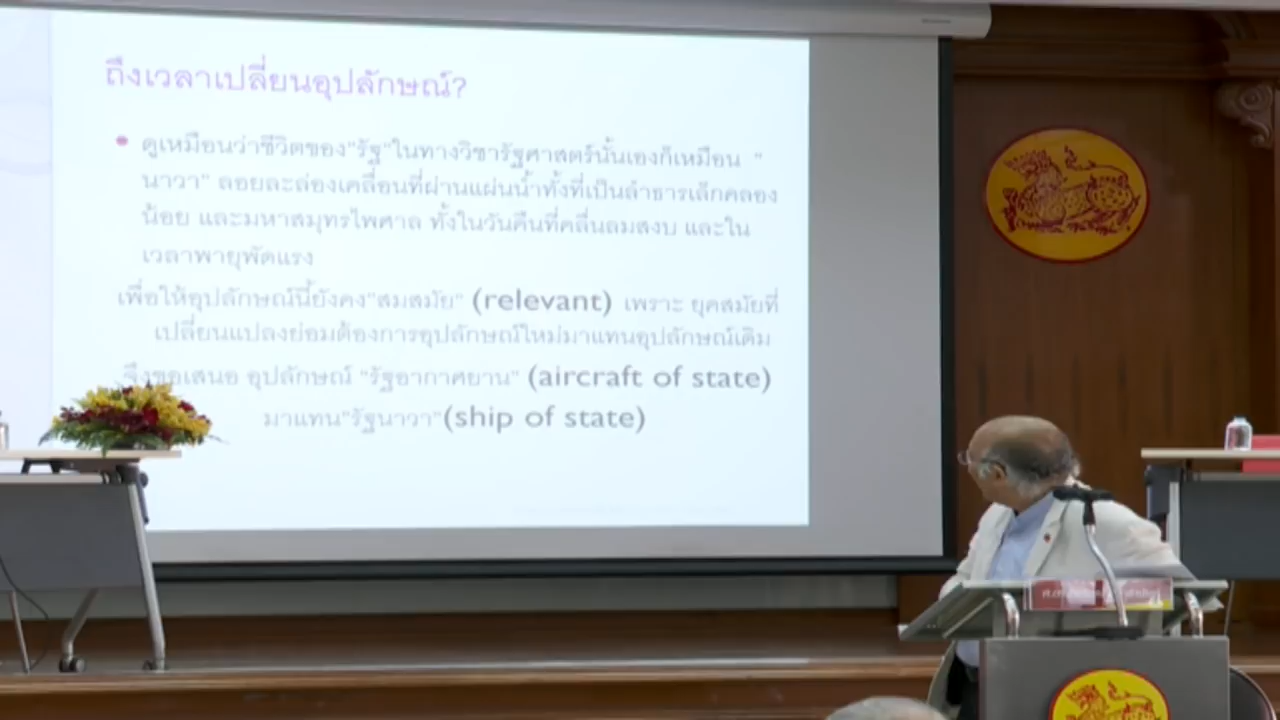 ถึงเวลาเปลี่ยนอุปลักษณ์?
• ดูเหมือนว่าชีวิตของ"รัฐ"ในทางวิชารัฐศาสตร์นั้นเองก็เหมือน "
นาวา" ลอยละล่องเคลื่อนที่ผ่านแผ่นน้ำทั้งที่เป็นลำธารเล็กคลอง
น้อย และมหาสมุทรไพศาล ทั้งในวันคืนที่คลื่นลมสงบ และใน
เวลาพายุพัดแรง
เพื่อให้อุปลักษณ์นี้ยังคง"สมสมัย" (relevant) เพราะ ยุคสมัยที่
เปลี่ยนแปลงย่อมต้องการอุปลักษณ์ใหม่มาแทนอุปลักษณ์เดิม
จึงขอเสนอ อุปลักษณ์ "รัฐอากาศยาน" (aircraft of state)
มาแทน"รัฐนาวา"(ship of state)